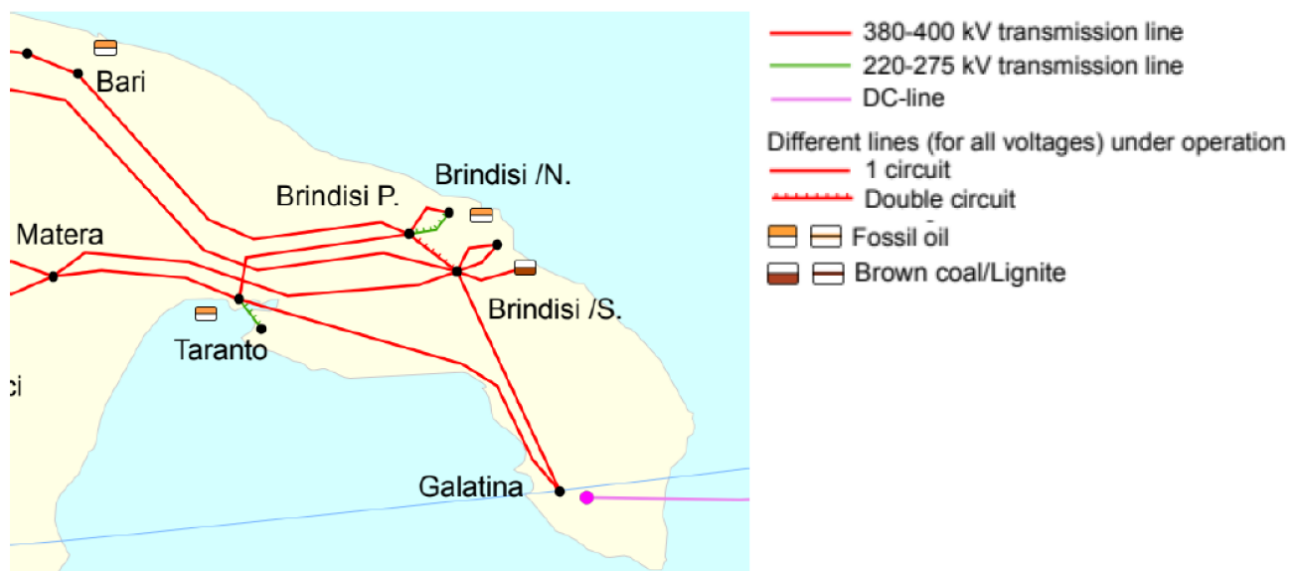 Bari
Brindisi /N.
Brindisi P.
Matera
Brindisi /S.
Taranto
ci
Galatina
380-400 kV transmission line
220-275 kV transmission line
DC-line
Different lines (for all voltages) under operation
1 circuit
Double circuit
Fossil oil
Brown coal/Lignite